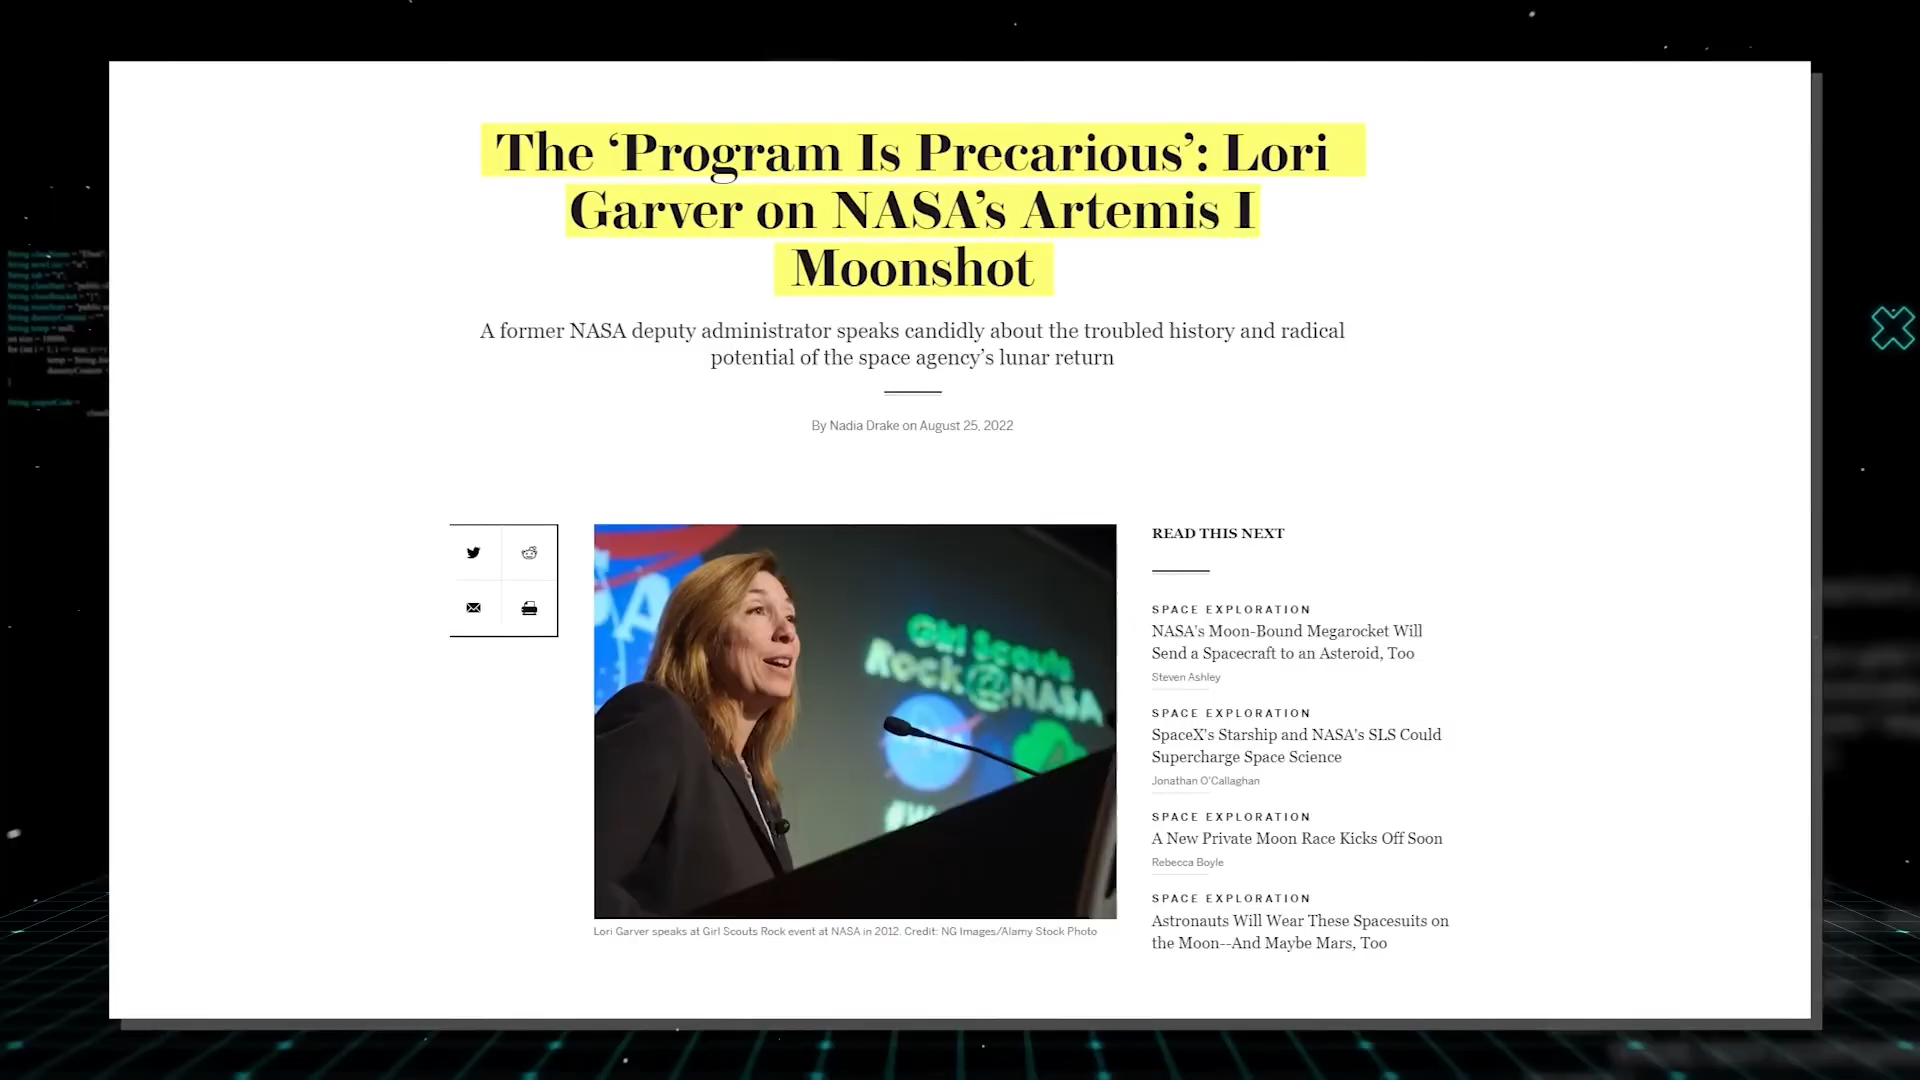 The ‘Program Is Precarious’: Lori
Garver on NASA’s Artemis I
Moonshot
A former NASA deputy administrator speaks candidly about the troubled history and radical
potential of the space agency’s lunar return
By Nadia Drake on August 25, 2022
Girl Scouts
Rock@NASA
Lori Garver speaks at Girl Scouts Rock event at NASA in 2012. Credit: NG Images/Alamy Stock Photo
READ THIS NEXT
SPACE EXPLORATION
NASA's Moon-Bound Megarocket Will
Send a Spacecraft to an Asteroid, Too
Steven Ashley
SPACE EXPLORATION
SpaceX's Starship and NASA's SLS Could
Supercharge Space Science
Jonathan O'Callaghan
SPACE EXPLORATION
A New Private Moon Race Kicks Off Soon
Rebecca Boyle
SPACE EXPLORATION
Astronauts Will Wear These Spacesuits on
the Moon--And Maybe Mars, Too